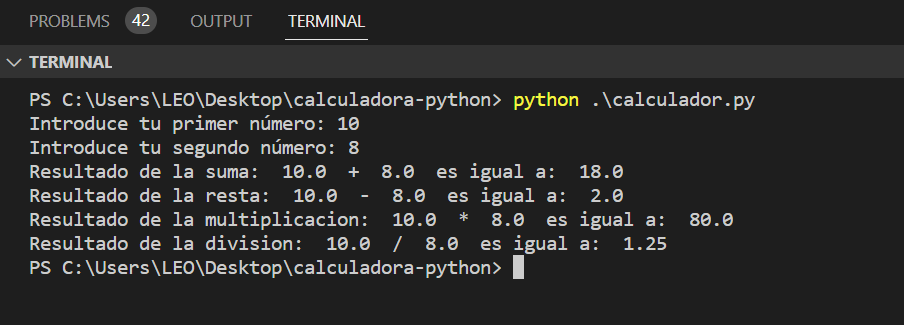 PROBLEMS 42 OUTPUT TERMINAL
TERMINAL
PS C:\Users\LEO\Desktop\calculadora-python> python .\calculador.py
Introduce tu primer número: 10
Introduce tu segundo número: 8
Resultado de la suma:  10.0  +  8.0  es igual a:  18.0
Resultado de la resta:  10.0  -  8.0  es igual a:  2.0
Resultado de la multiplicacion:  10.0  *  8.0  es igual a:  80.0
Resultado de la division:  10.0  /  8.0  es igual a:  1.25
PS C:\Users\LEO\Desktop\calculadora-python>